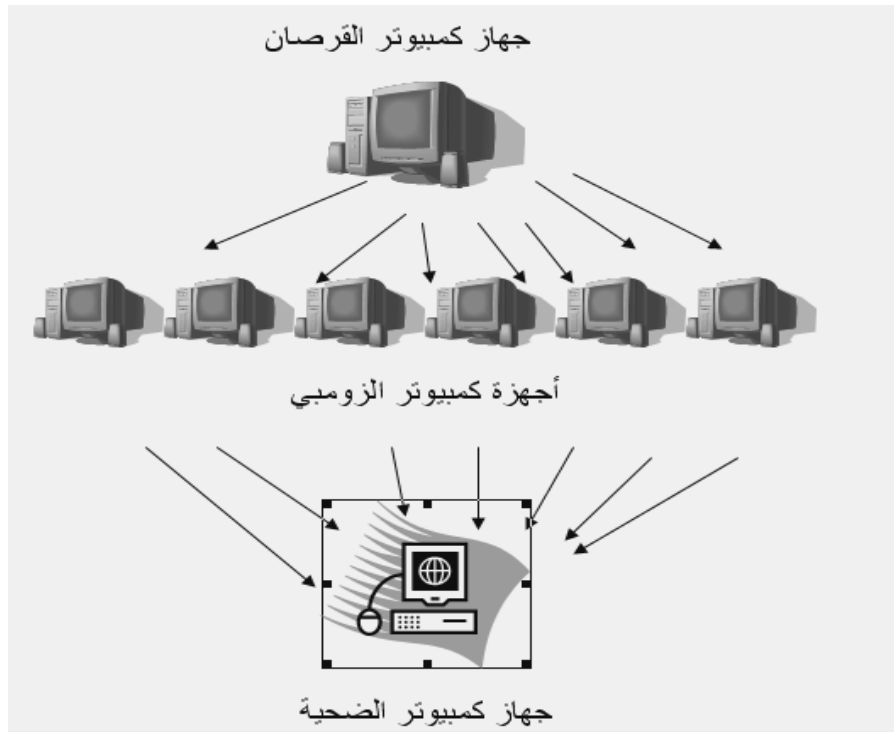 جهاز كمبيوتر القرصان
أجهزة كمبيوتر الزومبي
جهاز كمبيوتر الضحية